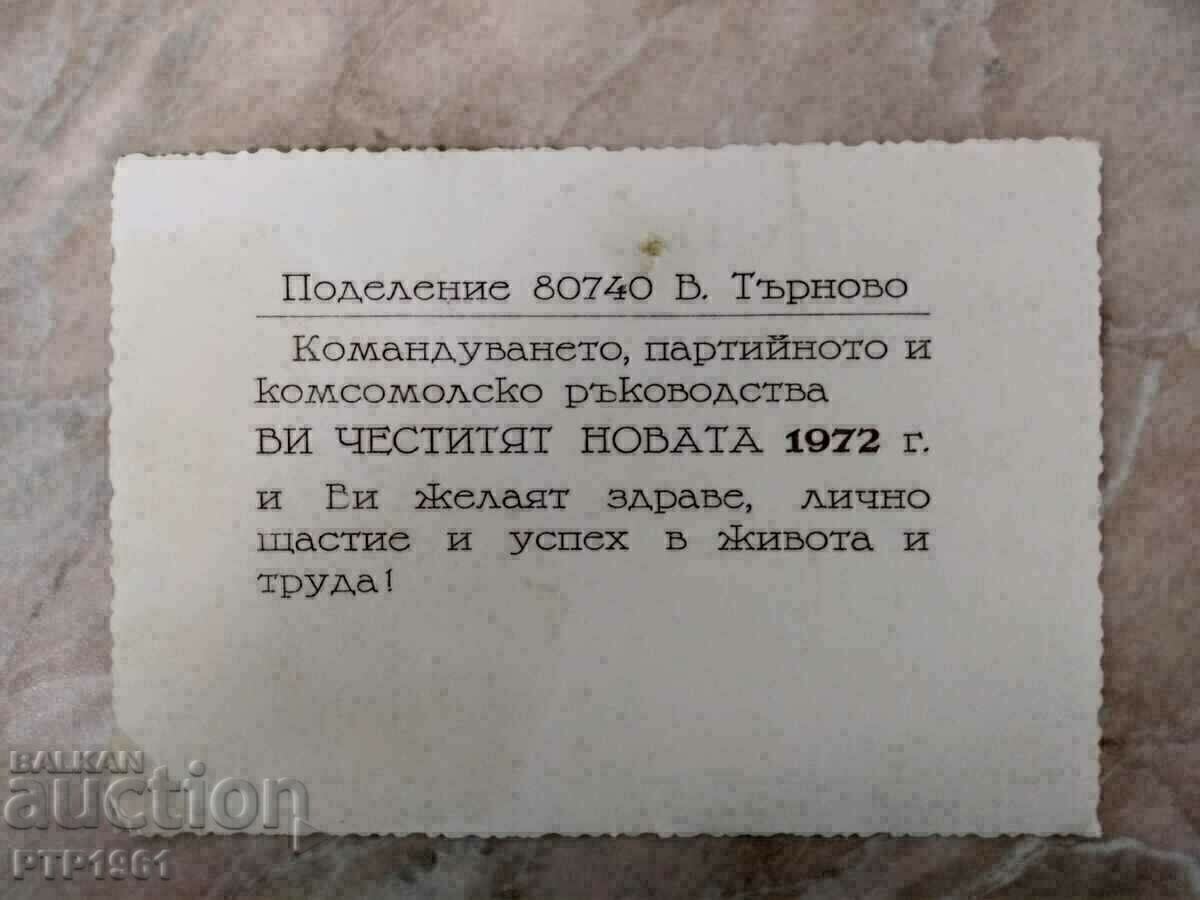 Поделение 80740 В. Търново
Командуването, партийното и
комсомолско ръководства
ВИ ЧЕСТИТЯТ НОВАТА 1972 г.
и Ви желаят здраве, лично
щастие и успех в живота и
труда!
BALKAN
auction
PTP1961